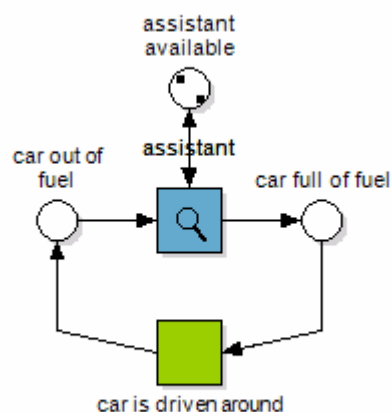 assistant
available
assistant
car out of
fuel
car full of fuel
car is driven around